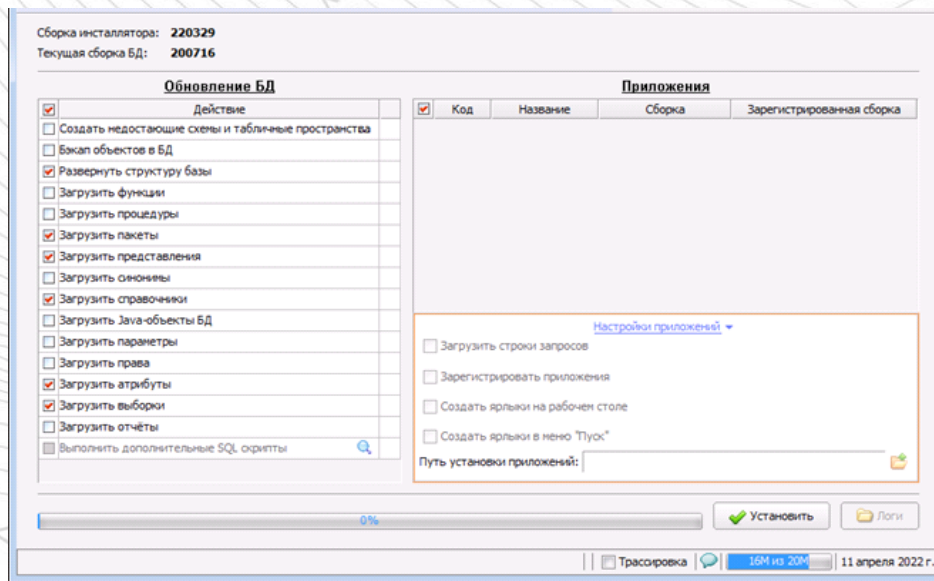 Сборка инсталлятора: 220329
Текущая сборка БД: 200716
Обновление БД
Действие
Создать недостающие схемы и табличные пространства
Бэкап объектов в БД
Развернуть структуру базы
Загрузить функции
Загрузить процедуры
Загрузить пакеты
Загрузить представления
Загрузить синонимы
Загрузить справочники
Загрузить Java-объекты БД
Загрузить параметры
Загрузить права
Загрузить атрибуты
Загрузить выборки
Загрузить отчёты
Выполнить дополнительные SQL скрипты
Приложения
Код Название Сборка Зарегистрированная сборка
Настройки приложений
Загрузить строки запросов
Зарегистрировать приложения
Создать ярлыки на рабочем столе
Создать ярлыки в меню "Пуск"
Путь установки приложений:
0%
Установить
Логи
Трассировка 16М из 20М 11 апреля 2022 г.